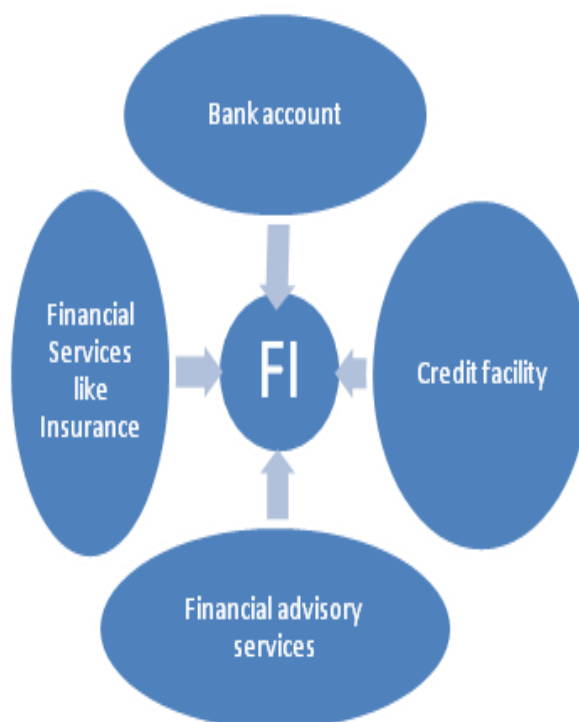 Bank account
Financial
Services
like
Insurance
FI
Credit facility
Financial advisory
services